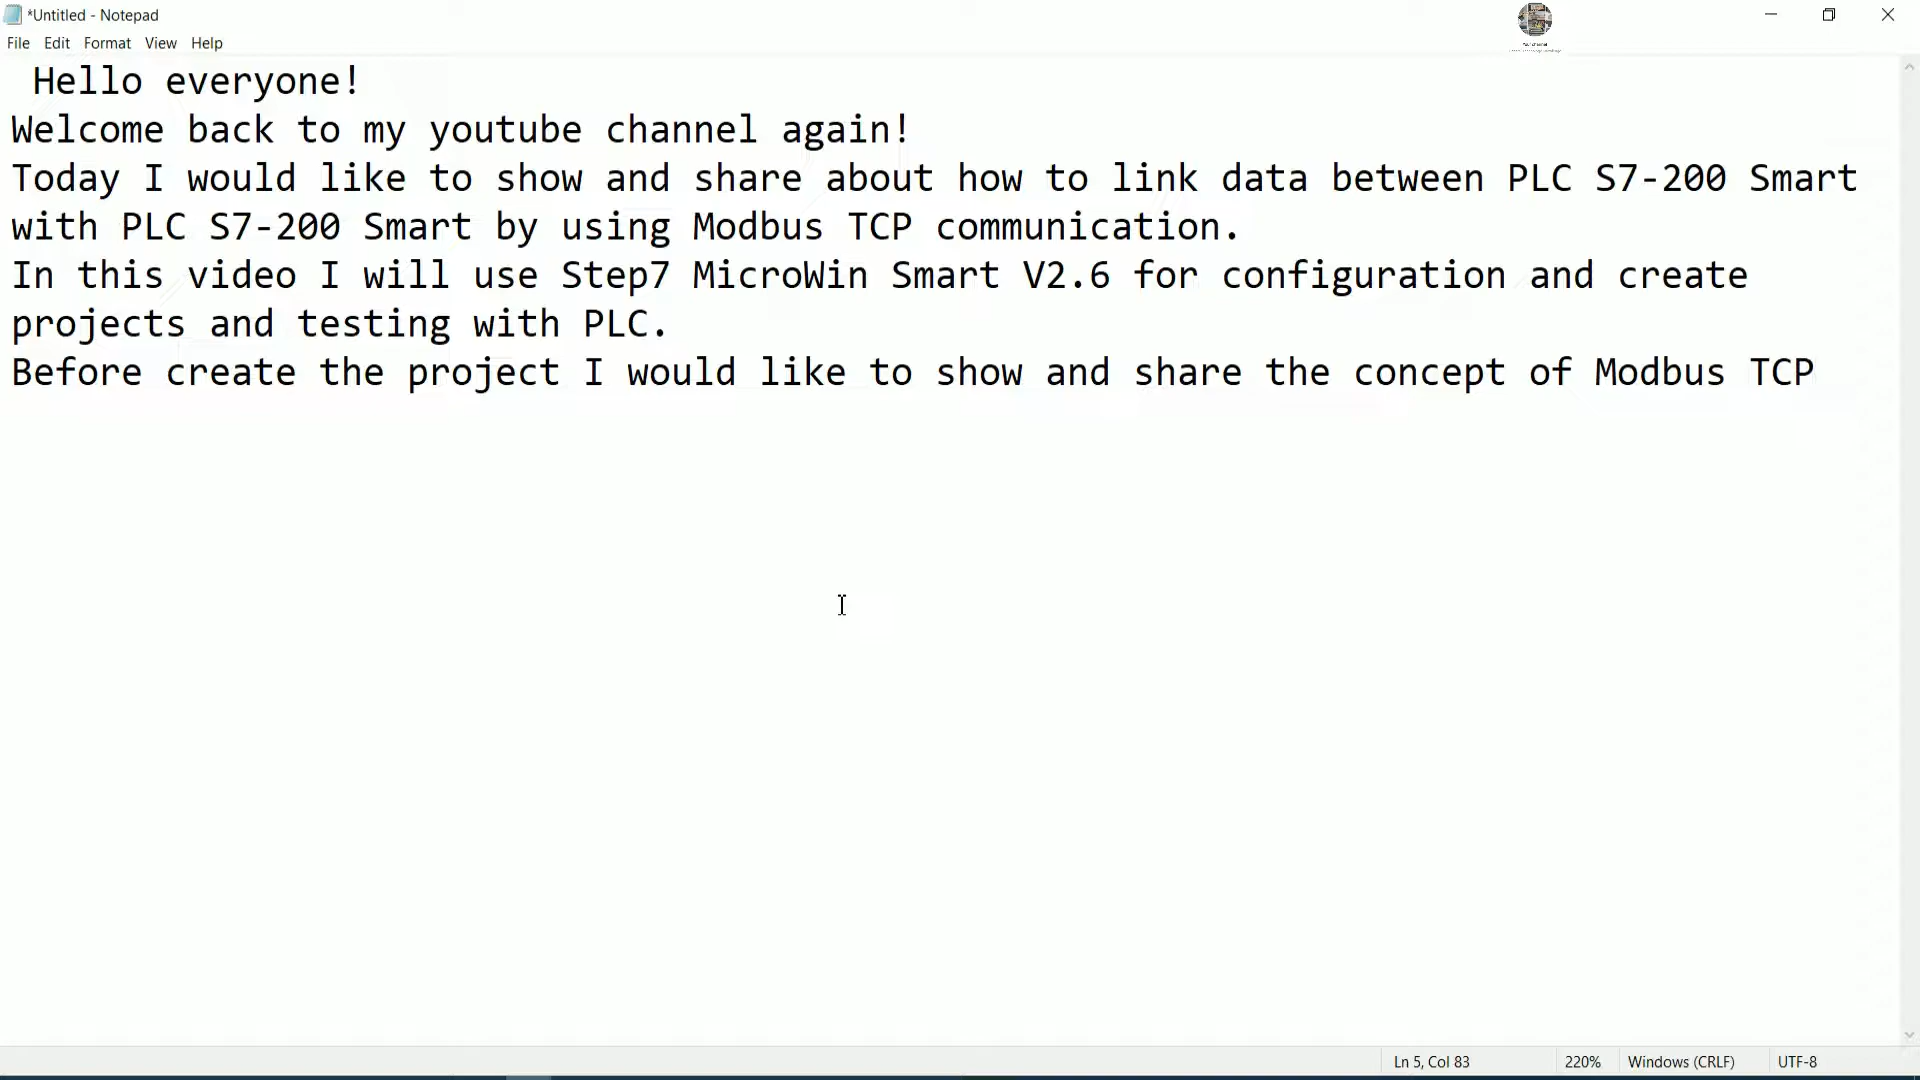 *Untitled - Notepad
File Edit Format View Help
Hello everyone!
Welcome back to my youtube channel again!
Today I would like to show and share about how to link data between PLC S7-200 Smart
with PLC S7-200 Smart by using Modbus TCP communication.
In this video I will use Step7 MicroWin Smart V2.6 for configuration and create
projects and testing with PLC.
Before create the project I would like to show and share the concept of Modbus TCP
Ln 5, Col 83 220% Windows (CRLF) UTF-8